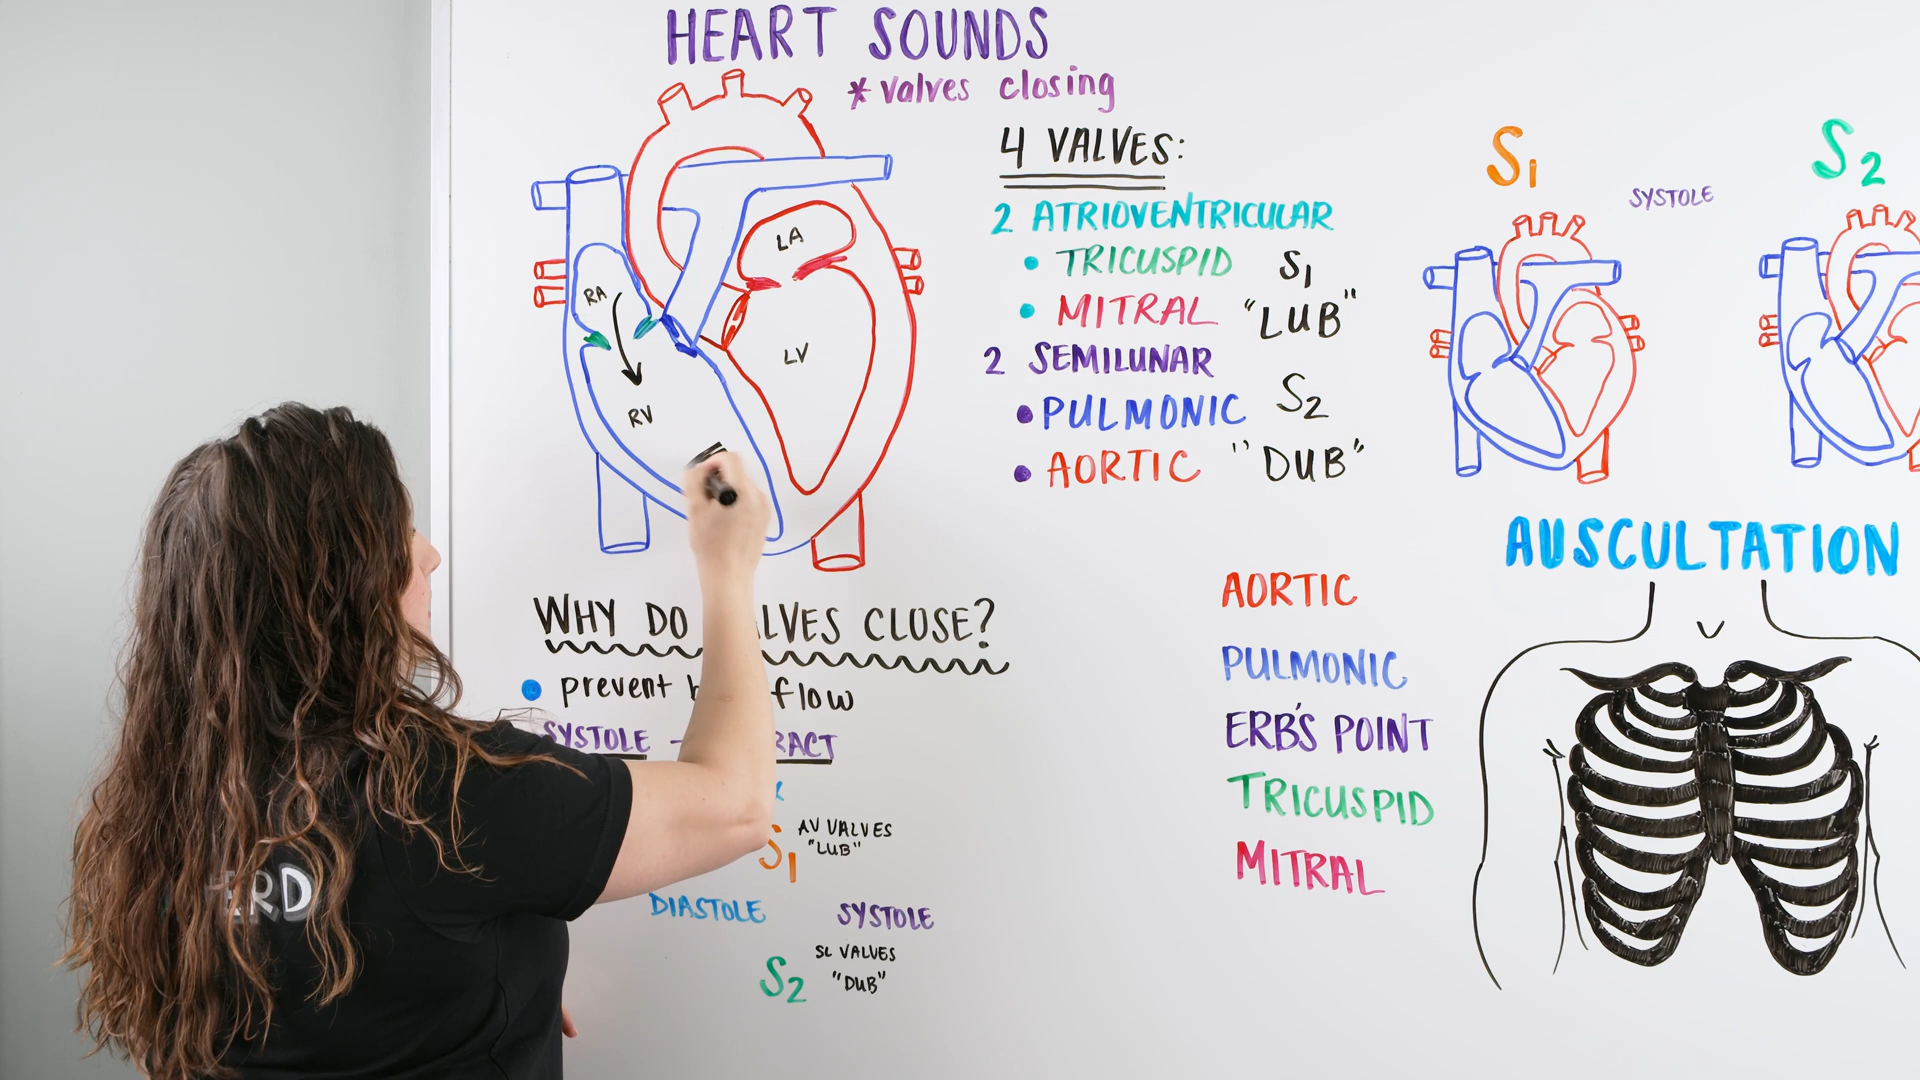 HEART SOUNDS
* valves closing
4 VALVES:
2 ATRIOVENTRICULAR
• TRICUSPID
• MITRAL
S1
"LUB"
2 SEMILUNAR
• PULMONIC
• AORTIC
S2
"DUB"
LA
RA
LV
RV
WHY DO LVES CLOSE?
• prevent flow
SYSTOLE - RACT
S1 AV VALVES
"LUB"
DIASTOLE SYSTOLE
S2 SL VALVES
"DUB"
S1
SYSTOLE
S2
AUSCULTATION
AORTIC
PULMONIC
ERB'S POINT
TRICUSPID
MITRAL
ERD